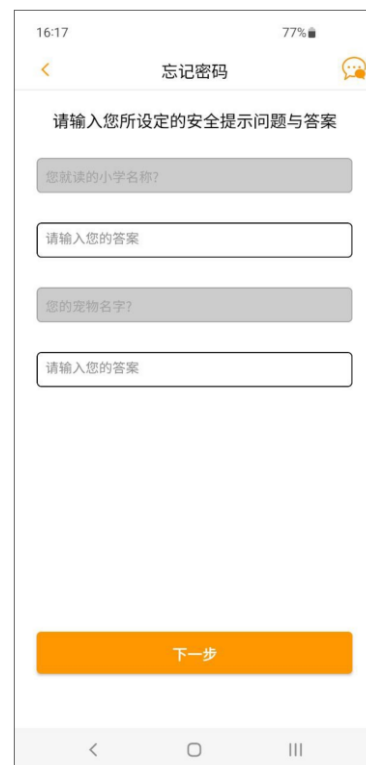 16:17 77%
忘记密码
请输入您所设定的安全提示问题与答案
您就读的小学名称?
请输入您的答案
您的宠物名字?
请输入您的答案
下一步